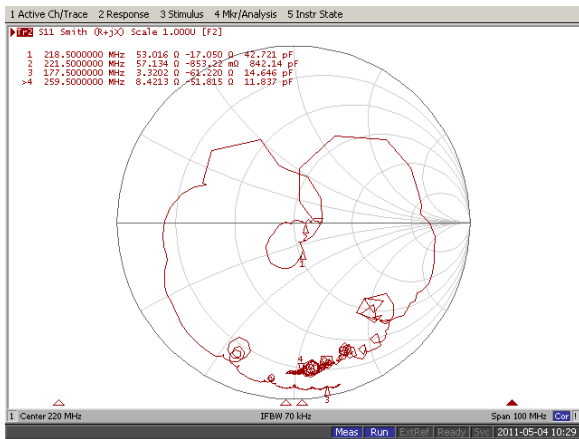 1 Active Ch/Trace 2 Response 3 Stimulus 4 Mkr/Analysis 5 Instr State
Tr2 S11 Smith (R+jX) Scale 1.000U [F2]
1 218.5000000 MHz 53.016 Ω -17.050 Ω 42.721 pF
2 221.5000000 MHz 57.134 Ω -853.22 mΩ 842.14 pF
3 177.5000000 MHz 3.3202 Ω -61.220 Ω 14.646 pF
>4 259.5000000 MHz 8.4213 Ω -51.815 Ω 11.837 pF
1
4
3
1 Center 220 MHz IFBW 70 kHz Span 100 MHz Cor !
Meas Run ExtRef Ready Svc 2011-05-04 10:29